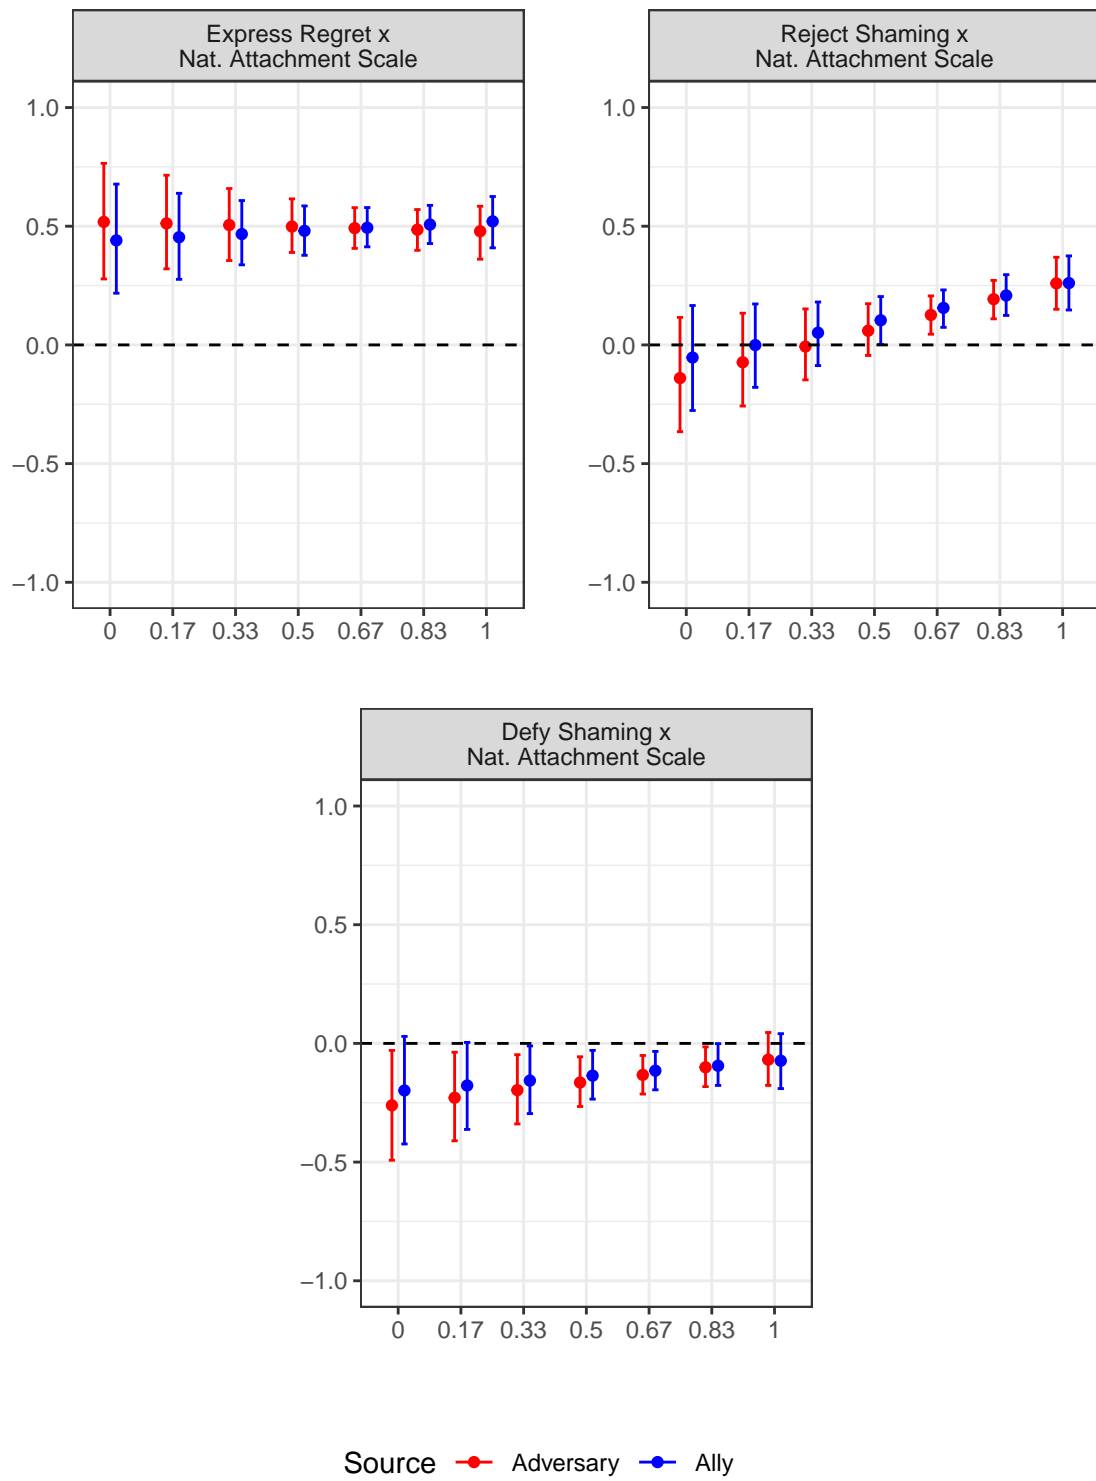 Express Regret x
Nat. Attachment Scale
Reject Shaming x
Nat. Attachment Scale
1.0
0.5
0.0
−0.5
−1.0
0 0.17 0.33 0.5 0.67 0.83 1
1.0
0.5
0.0
−0.5
−1.0
0 0.17 0.33 0.5 0.67 0.83 1
Defy Shaming x
Nat. Attachment Scale
1.0
0.5
0.0
−0.5
−1.0
0 0.17 0.33 0.5 0.67 0.83 1
Source Adversary Ally